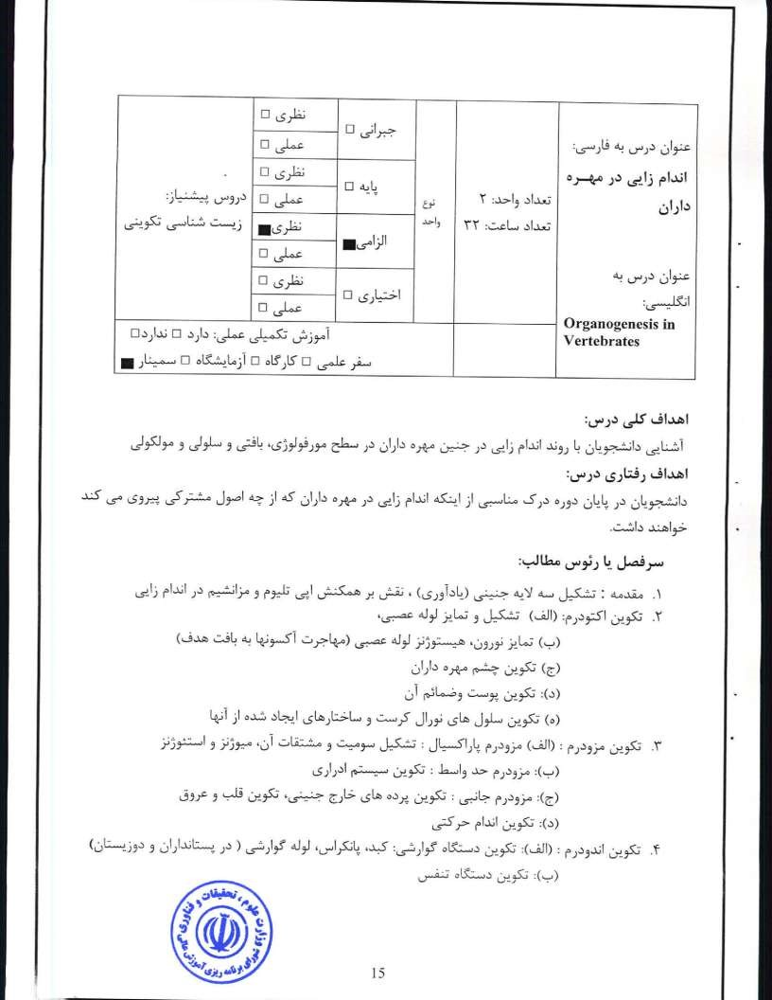 عنوان درس به فارسی:
اندام زایی در مهـره
داران
عنوان درس به
انگلیسی:
Organogenesis in
Vertebrates
تعداد واحد: ۲
تعداد ساعت: ۳۲
نوع
واحد
جبرانی □
نظری □
عملی □
پایه □
نظری □
عملی □
الزامی■
نظری■
عملی □
اختیاری □
نظری □
عملی □
دروس پیشنیاز:
زیست شناسی تکوینی
آموزش تکمیلی عملی: دارد □ ندارد□
سفر علمی □ کارگاه □ آزمایشگاه □ سمینار ■
اهداف کلی درس:
آشنایی دانشجویان با روند اندام زایی در جنین مهره داران در سطح مورفولوژی، بافتی و سلولی و مولکولی
اهداف رفتاری درس:
دانشجویان در پایان دوره درک مناسبی از اینکه اندام زایی در مهره داران که از چه اصول مشترکی پیروی می کند
خواهند داشت.
سرفصل یا رئوس مطالب:
۱. مقدمه : تشکیل سه لایه جنینی (یادآوری) ، نقش بر همکنش اپی تلیوم و مزانشیم در اندام زایی
۲. تکوین اکتودرم: (الف) تشکیل و تمایز لوله عصبی،
(ب) تمایز نورون، هیستوژنز لوله عصبی (مهاجرت آکسونها به بافت هدف)
(ج) تکوین چشم مهره داران
(د): تکوین پوست وضمائم آن
(ه) تکوین سلول های نورال کرست و ساختارهای ایجاد شده از آنها
۳. تکوین مزودرم : (الف) مزودرم پاراکسیال : تشکیل سومیت و مشتقات آن، میوژنز و استئوژنز
(ب): مزودرم حد واسط : تکوین سیستم ادراری
(ج): مزودرم جانبی : تکوین پرده های خارج جنینی، تکوین قلب و عروق
(د): تکوین اندام حرکتی
۴. تکوین اندودرم : (الف): تکوین دستگاه گوارشی: کبد، پانکراس، لوله گوارشی ( در پستانداران و دوزیستان)
(ب): تکوین دستگاه تنفس
وزارت علوم، تحقیقات و فناوری
شورای برنامه ریزی آموزش عالی
15